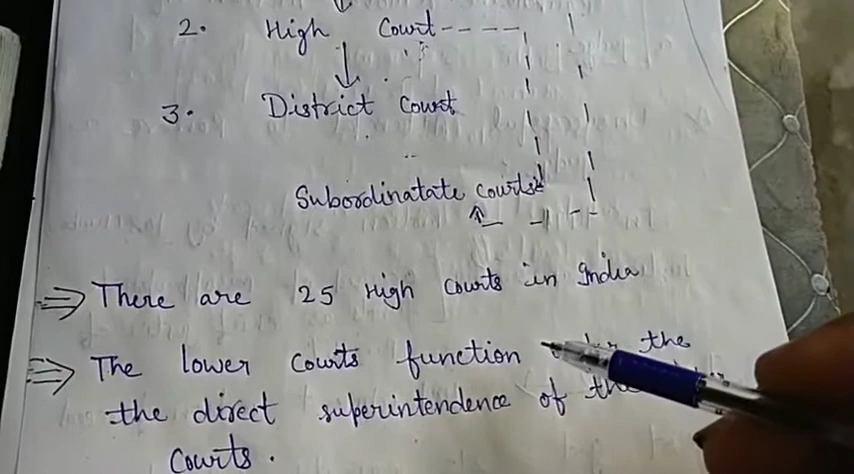 2. High Court
3. District Court
Subordinatate courts
There are 25 High Courts in India
The lower courts function the
the direct superintendence of the
Courts.